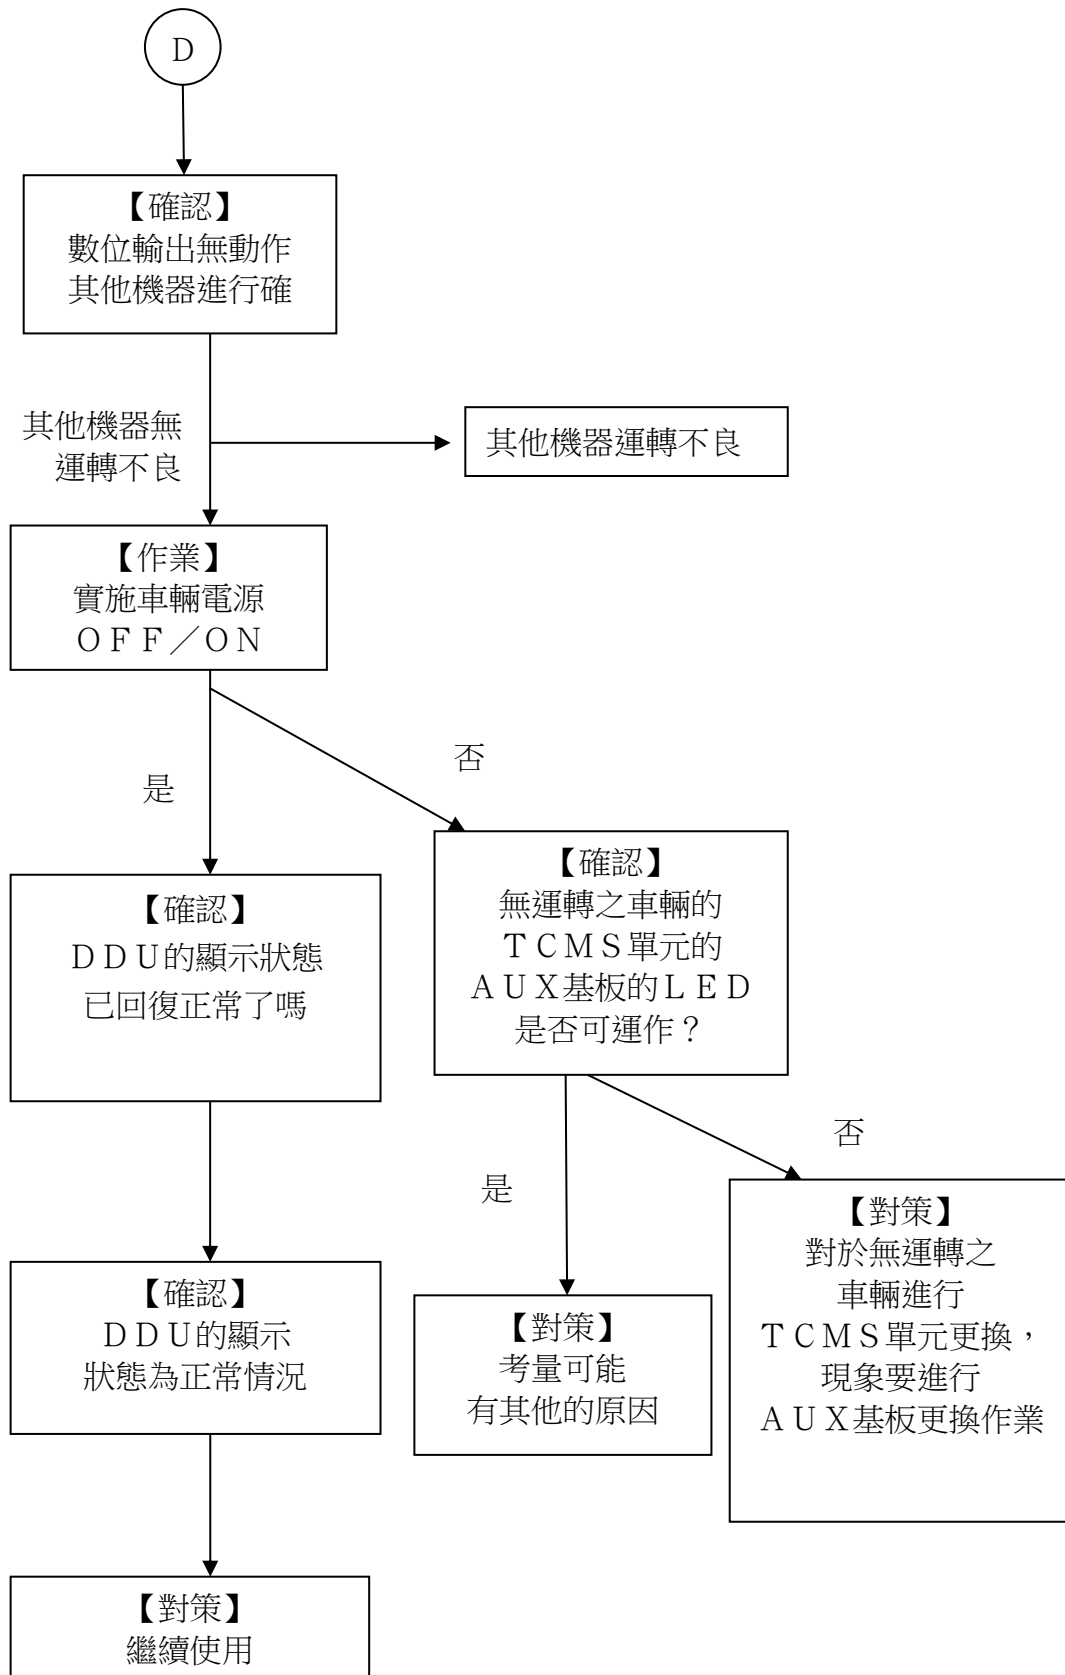 D
【確認】
數位輸出無動作
其他機器進行確
其他機器無
運轉不良
其他機器運轉不良
【作業】
實施車輛電源
ＯＦＦ／ＯＮ
是
否
【確認】
ＤＤＵ的顯示狀態
已回復正常了嗎
【確認】
無運轉之車輛的
ＴＣＭＳ單元的
ＡＵＸ基板的ＬＥＤ
是否可運作？
是
否
【確認】
ＤＤＵ的顯示
狀態為正常情況
【對策】
考量可能
有其他的原因
【對策】
對於無運轉之
車輛進行
ＴＣＭＳ單元更換，
現象要進行
ＡＵＸ基板更換作業
【對策】
繼續使用